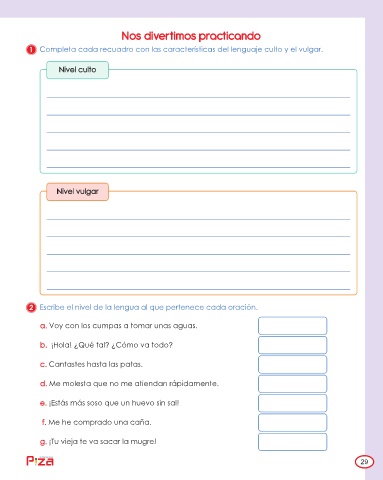 Nos divertimos practicando
1 Completa cada recuadro con las características del lenguaje culto y el vulgar.
Nivel culto
Nivel vulgar
2 Escribe el nivel de la lengua al que pertenece cada oración.
a. Voy con los cumpas a tomar unas aguas.
b. ¡Hola! ¿Qué tal? ¿Cómo va todo?
c. Cantastes hasta las patas.
d. Me molesta que no me atiendan rápidamente.
e. ¡Estás más soso que un huevo sin sal!
f. Me he comprado una caña.
g. ¡Tu vieja te va sacar la mugre!
29